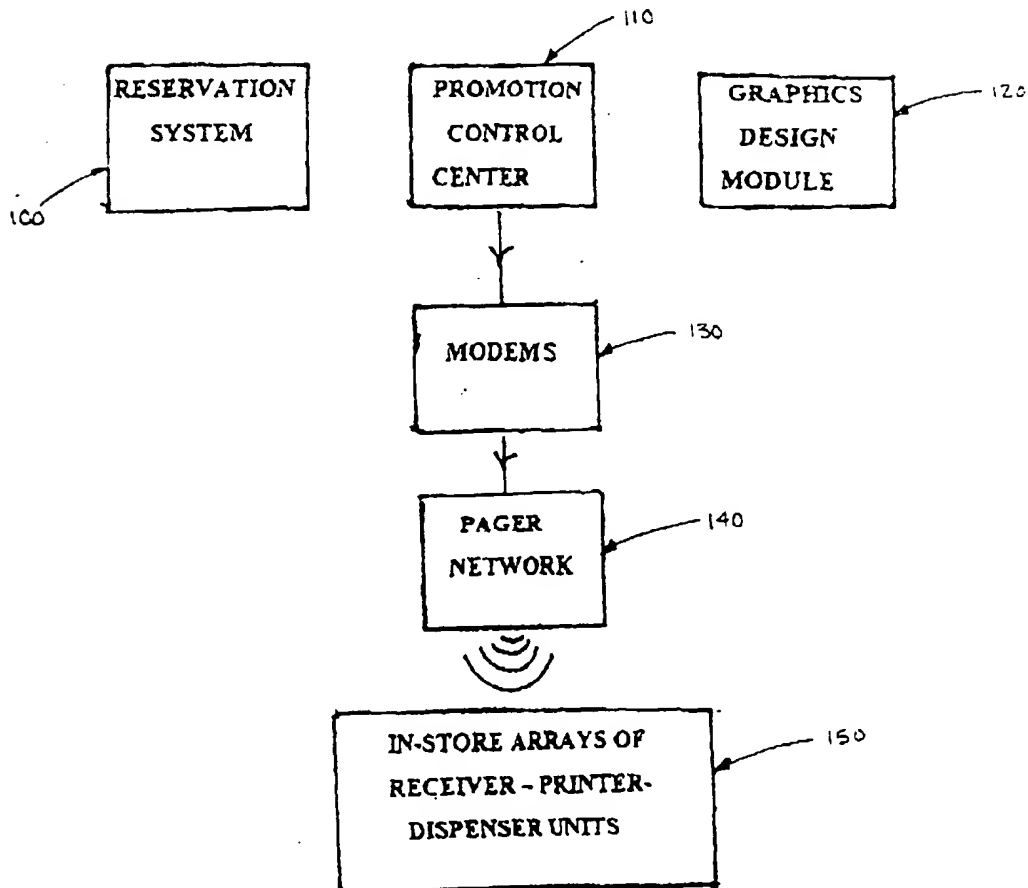 110
RESERVATION
SYSTEM
100
PROMOTION
CONTROL
CENTER
GRAPHICS
DESIGN
MODULE
120
MODEMS
130
PAGER
NETWORK
140
IN-STORE ARRAYS OF
RECEIVER - PRINTER-
DISPENSER UNITS
150